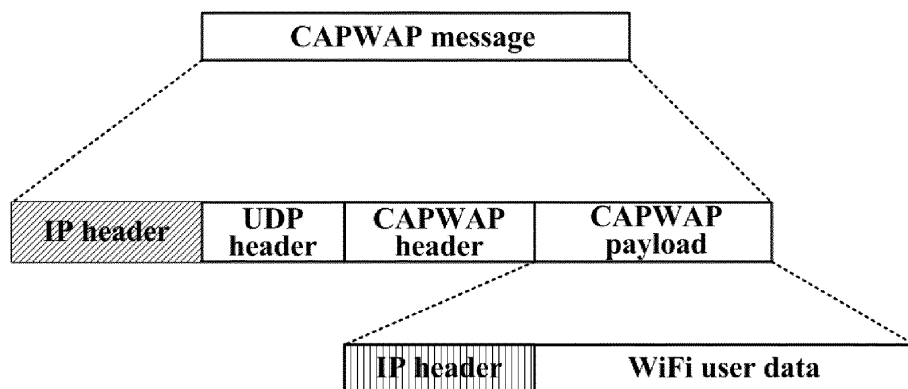 CAPWAP message
IP header
UDP
header
CAPWAP
header
CAPWAP
payload
IP header
WiFi user data